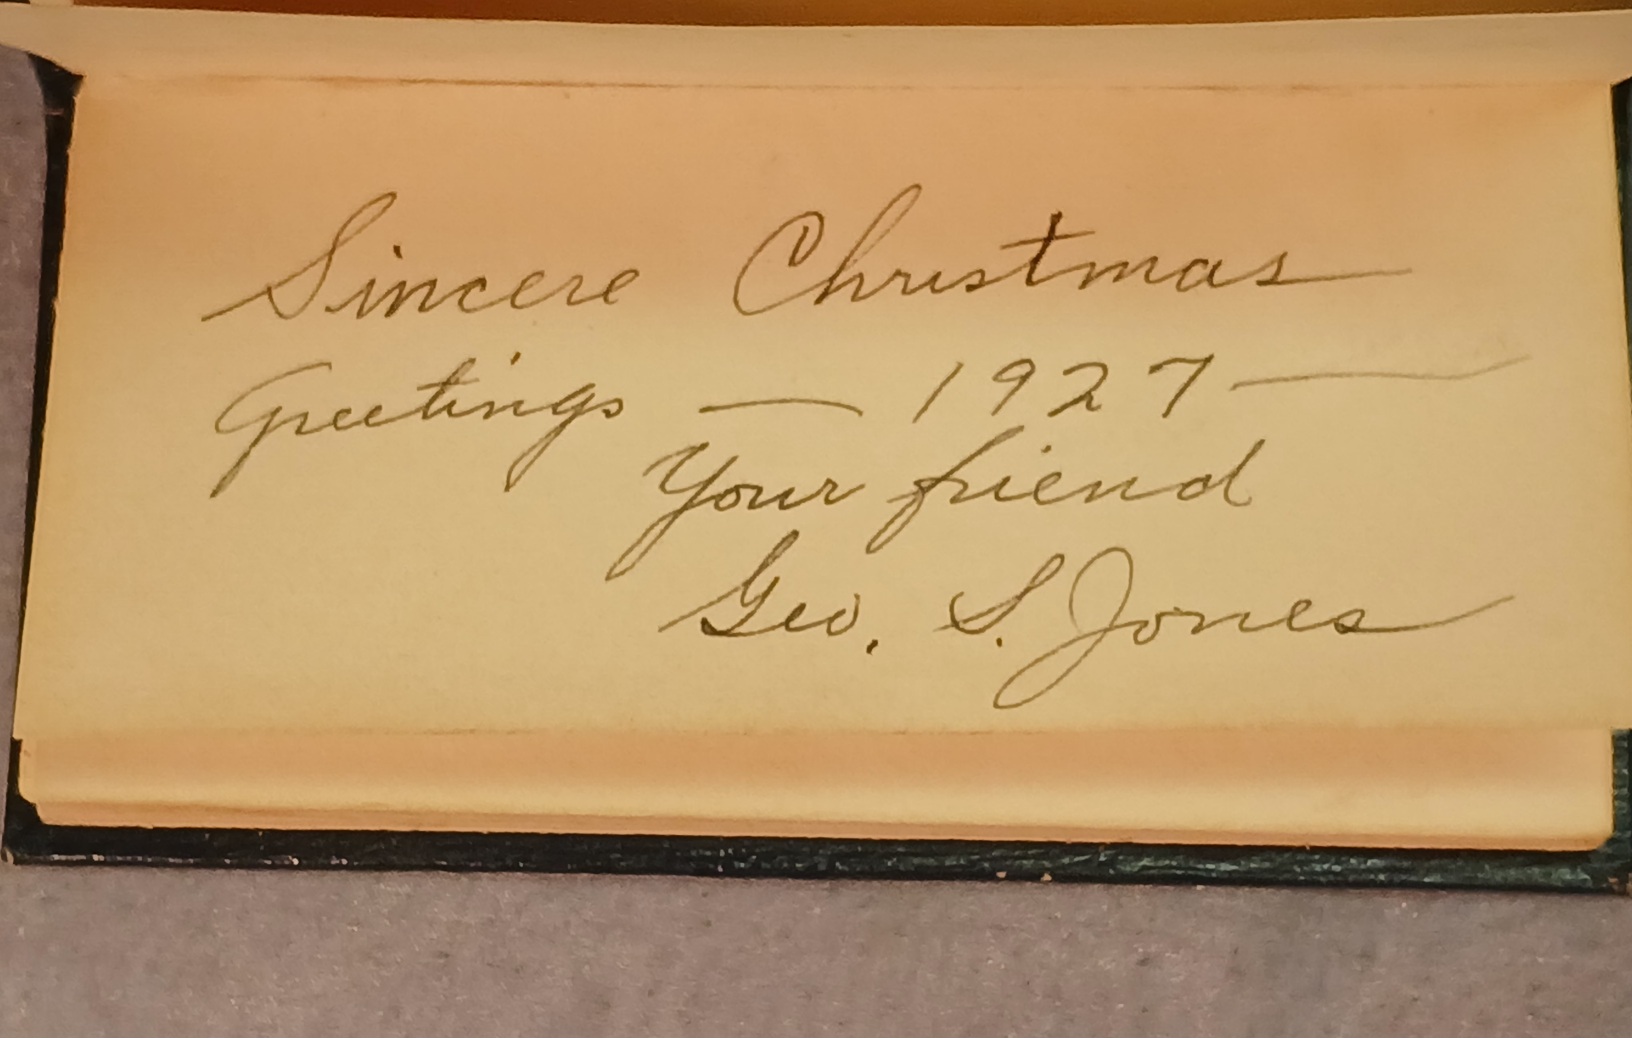 Sincere Christmas
Greetings — 1927 —
Your friend
Geo. S. Jones